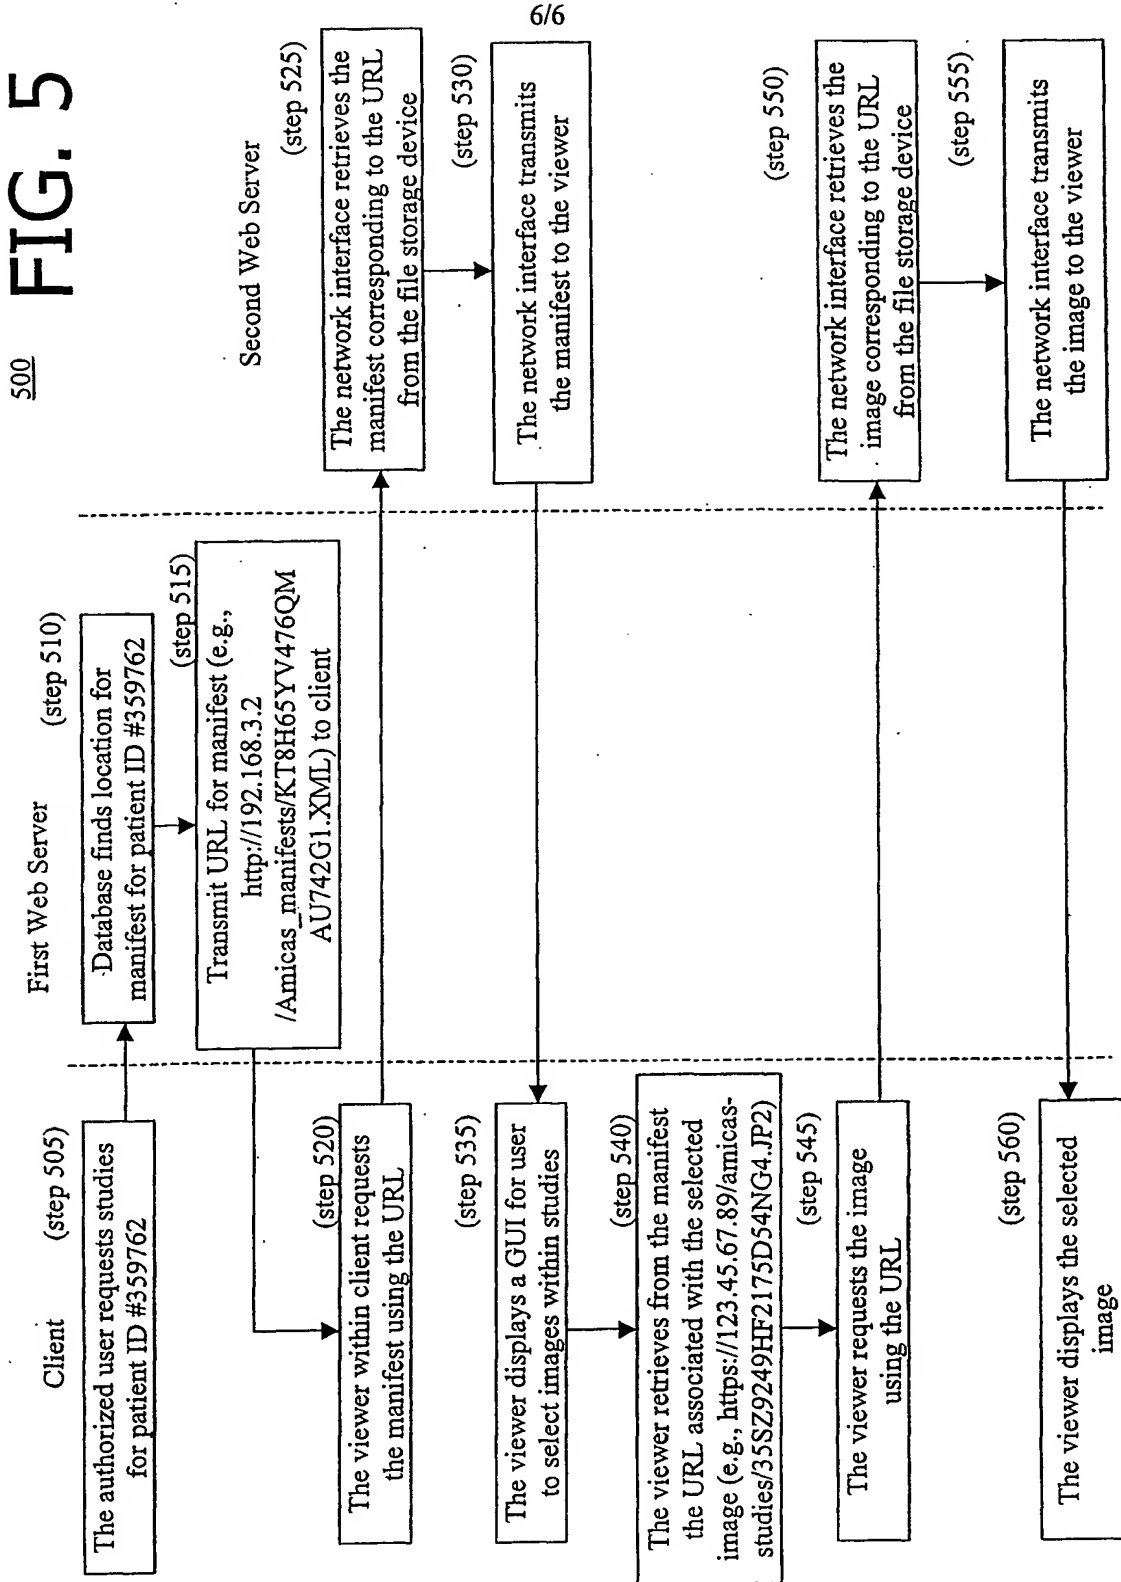 6/6
500
FIG. 5
Client
First Web Server
Second Web Server
(step 505)
The authorized user requests studies
for patient ID #359762
(step 510)
Database finds location for
manifest for patient ID #359762
(step 515)
Transmit URL for manifest (e.g.,
http://192.168.3.2
/Amicas_manifests/KT8H65YV476QM
AU742G1.XML) to client
(step 520)
The viewer within client requests
the manifest using the URL
(step 525)
The network interface retrieves the
manifest corresponding to the URL
from the file storage device
(step 530)
The network interface transmits
the manifest to the viewer
(step 535)
The viewer displays a GUI for user
to select images within studies
(step 540)
The viewer retrieves from the manifest
the URL associated with the selected
image (e.g., https://123.45.67.89/amicas-
studies/35SZ9249HF2175D54NG4.JP2)
(step 545)
The viewer requests the image
using the URL
(step 550)
The network interface retrieves the
image corresponding to the URL
from the file storage device
(step 555)
The network interface transmits
the image to the viewer
(step 560)
The viewer displays the selected
image